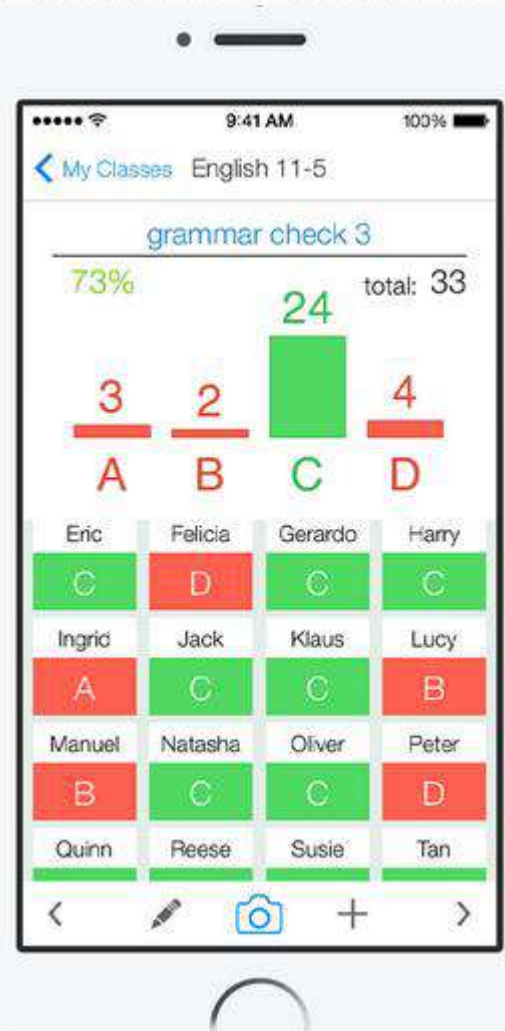 9:41 AM 100%
My Classes English 11-5
grammar check 3
73% total: 33
24
3 2 4
A B C D
Eric Felicia Gerardo Harry
C D C C
Ingrid Jack Klaus Lucy
A C C B
Manuel Natasha Oliver Peter
B C C D
Quinn Reese Susie Tan